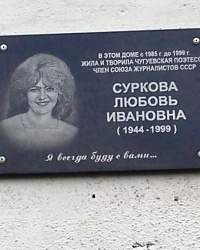 В ЭТОМ ДОМЕ с 1985 г до 1999 г.
ЖИЛА И ТВОРИЛА ЧУГУЕВСКАЯ ПОЭТЕССА
ЧЛЕН СОЮЗА ЖУРНАЛИСТОВ СССР
СУРКОВА
ЛЮБОВЬ
ИВАНОВНА
( 1944 -1999 )
Я всегда буду с вами...